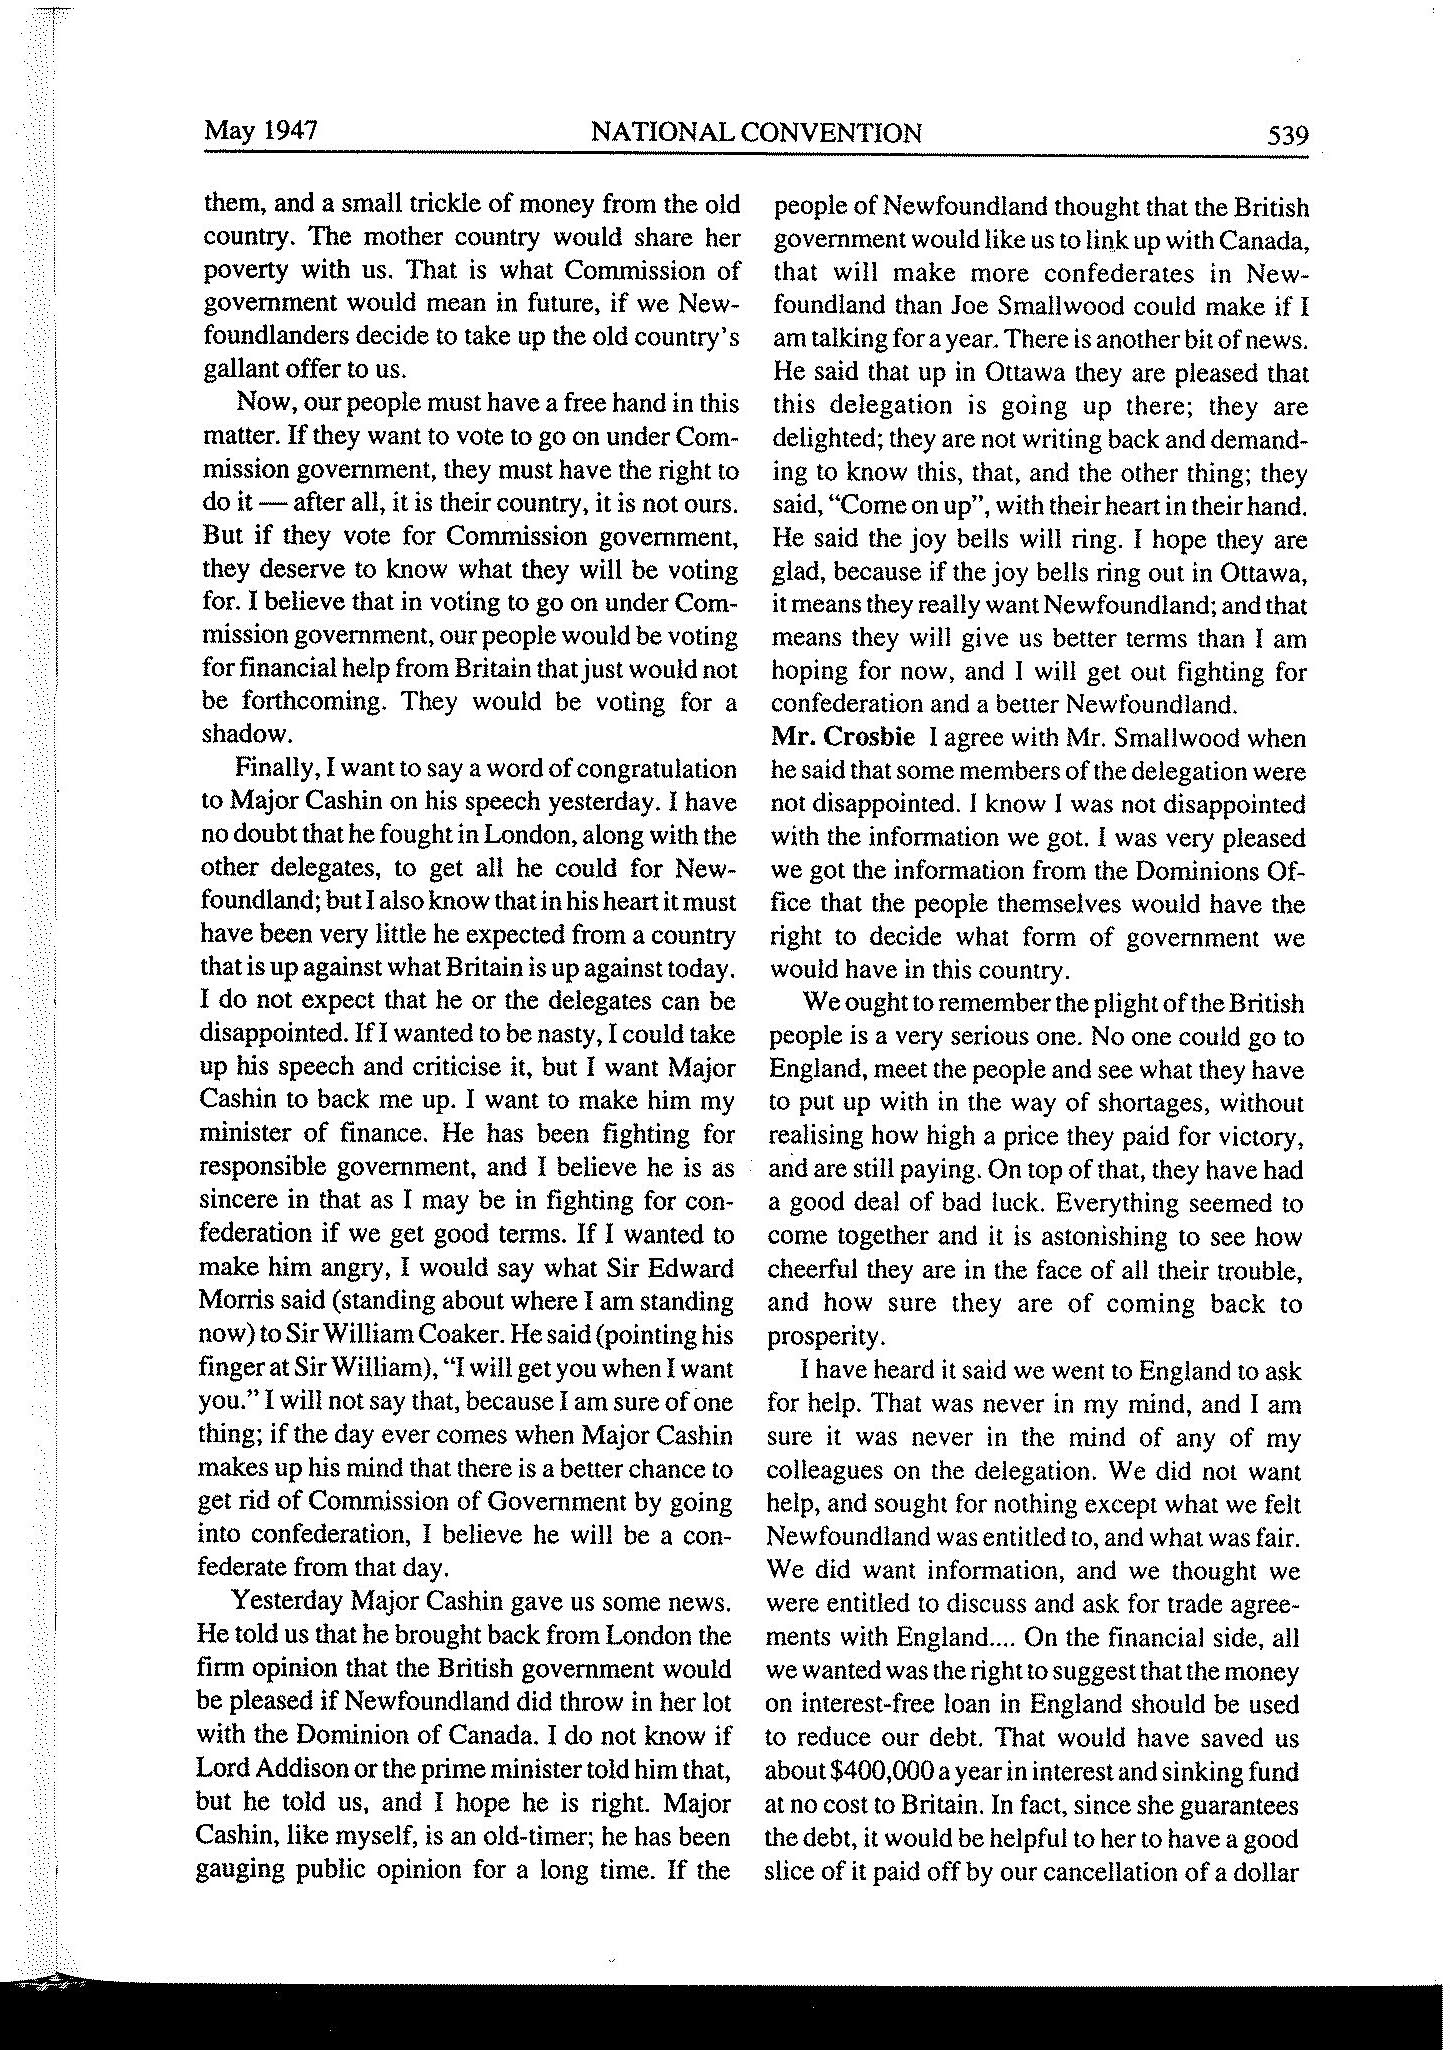 May 1947
NATIONAL CONVENTION
539
them, and a small trickle of money from the old
country. The mother country would share her
poverty with us. That is what Commission of
government would mean in future, if we New-
foundlanders decide to take up the old country's
gallant offer to us.
Now, our people must have a free hand in this
matter. If they want to vote to go on under Com-
mission government, they must have the right to
do it — after all, it is their country, it is not ours.
But if they vote for Commission government,
they deserve to know what they will be voting
for. I believe that in voting to go on under Com-
mission government, our people would be voting
for financial help from Britain that just would not
be forthcoming. They would be voting for a
shadow.
Finally, I want to say a word of congratulation
to Major Cashin on his speech yesterday. I have
no doubt that he fought in London, along with the
other delegates, to get all he could for New-
foundland; but I also know that in his heart it must
have been very little he expected from a country
that is up against what Britain is up against today.
I do not expect that he or the delegates can be
disappointed. If I wanted to be nasty, I could take
up his speech and criticise it, but I want Major
Cashin to back me up. I want to make him my
minister of finance. He has been fighting for
responsible government, and I believe he is as
sincere in that as I may be in fighting for con-
federation if we get good terms. If I wanted to
make him angry, I would say what Sir Edward
Morris said (standing about where I am standing
now) to Sir William Coaker. He said (pointing his
finger at Sir William), "I will get you when I want
you." I will not say that, because I am sure of one
thing; if the day ever comes when Major Cashin
makes up his mind that there is a better chance to
get rid of Commission of Government by going
into confederation, I believe he will be a con-
federate from that day.
Yesterday Major Cashin gave us some news.
He told us that he brought back from London the
firm opinion that the British government would
be pleased if Newfoundland did throw in her lot
with the Dominion of Canada. I do not know if
Lord Addison or the prime minister told him that,
but he told us, and I hope he is right. Major
Cashin, like myself, is an old-timer; he has been
gauging public opinion for a long time. If the
people of Newfoundland thought that the British
government would like us to link up with Canada,
that will make more confederates in New-
foundland than Joe Smallwood could make if I
am talking for a year. There is another bit of news.
He said that up in Ottawa they are pleased that
this delegation is going up there; they are
delighted; they are not writing back and demand-
ing to know this, that, and the other thing; they
said, "Come on up", with their heart in their hand.
He said the joy bells will ring. I hope they are
glad, because if the joy bells ring out in Ottawa,
it means they really want Newfoundland; and that
means they will give us better terms than I am
hoping for now, and I will get out fighting for
confederation and a better Newfoundland.
Mr. Crosbie I agree with Mr. Smallwood when
he said that some members of the delegation were
not disappointed. I know I was not disappointed
with the information we got. I was very pleased
we got the information from the Dominions Of-
fice that the people themselves would have the
right to decide what form of government we
would have in this country.
We ought to remember the plight of the British
people is a very serious one. No one could go to
England, meet the people and see what they have
to put up with in the way of shortages, without
realising how high a price they paid for victory,
and are still paying. On top of that, they have had
a good deal of bad luck. Everything seemed to
come together and it is astonishing to see how
cheerful they are in the face of all their trouble,
and how sure they are of coming back to
prosperity.
I have heard it said we went to England to ask
for help. That was never in my mind, and I am
sure it was never in the mind of any of my
colleagues on the delegation. We did not want
help, and sought for nothing except what we felt
Newfoundland was entitled to, and what was fair.
We did want information, and we thought we
were entitled to discuss and ask for trade agree-
ments with England.... On the financial side, all
we wanted was the right to suggest that the money
on interest-free loan in England should be used
to reduce our debt. That would have saved us
about $400,000 a year in interest and sinking fund
at no cost to Britain. In fact, since she guarantees
the debt, it would be helpful to her to have a good
slice of it paid off by our cancellation of a dollar